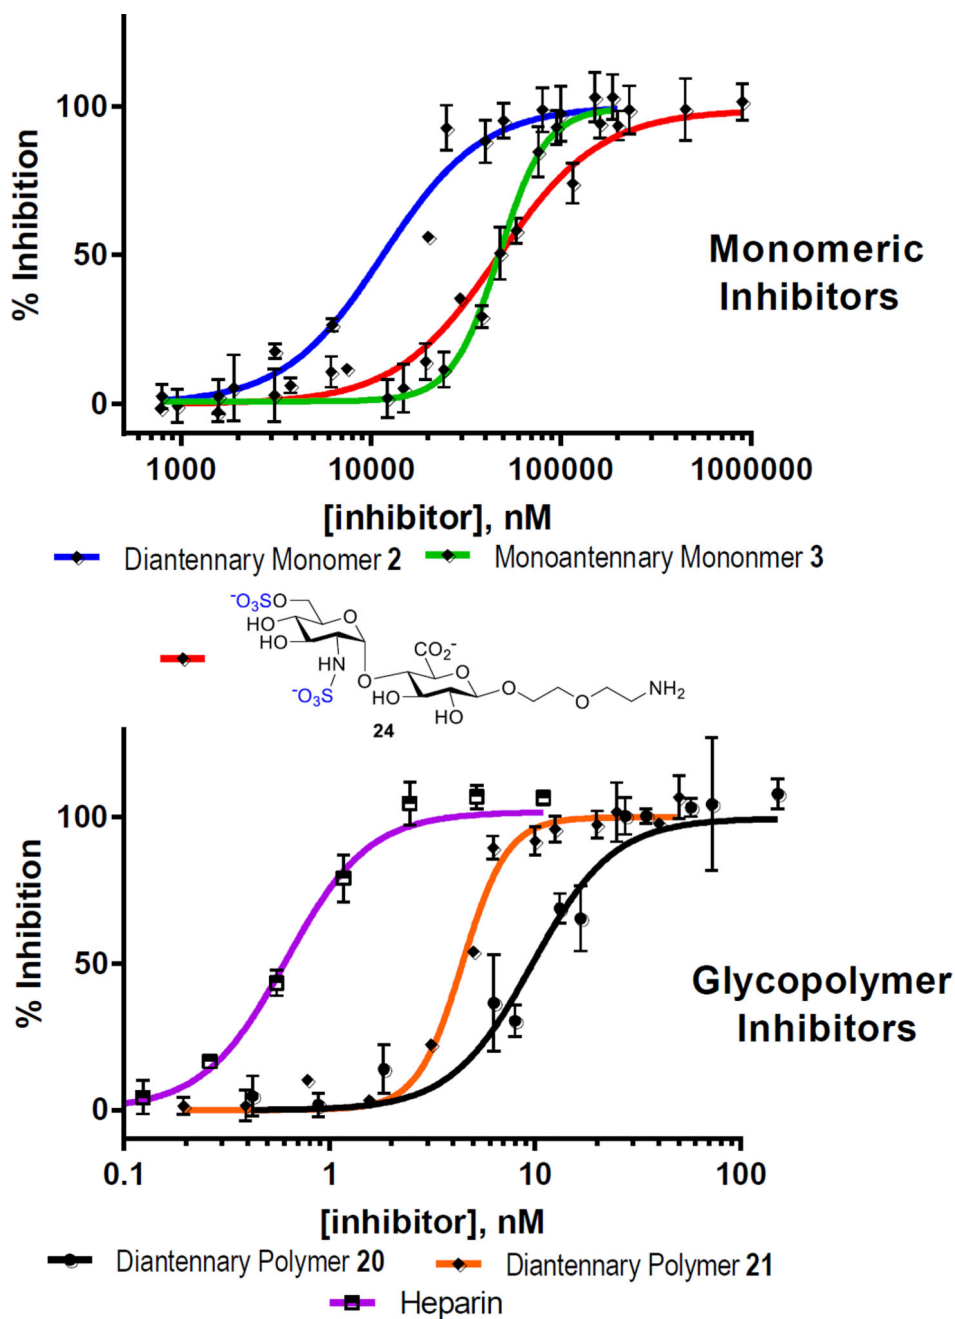 % Inhibition
100
50
0
1000 10000 100000 1000000
[inhibitor], nM
Monomeric
Inhibitors
Diantennary Monomer 2 Monoantennary Mononmer 3
⁻O₃SO
HO
HO
O
HN
⁻O₃S
O
CO₂⁻
O
HO
HO
O
O
NH₂
24
% Inhibition
100
50
0
0.1 1 10 100
[inhibitor], nM
Glycopolymer
Inhibitors
Diantennary Polymer 20 Diantennary Polymer 21
Heparin